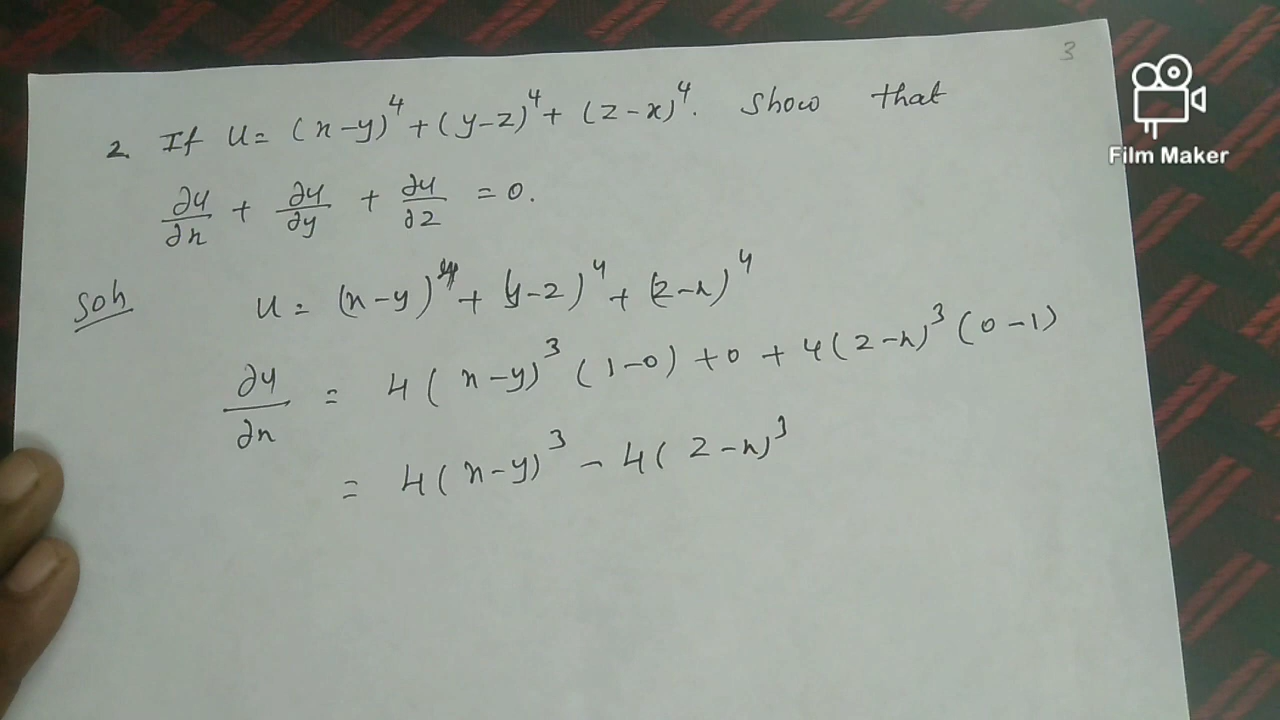 3
2. If u = (x-y)⁴ + (y-z)⁴ + (z-x)⁴. Show that
∂u/∂x + ∂u/∂y + ∂u/∂z = 0.
Soln
u = (x-y)⁴ + (y-z)⁴ + (z-x)⁴
∂u/∂x = 4(x-y)³ (1-0) + 0 + 4(z-x)³ (0-1)
= 4(x-y)³ - 4(z-x)³
Film Maker